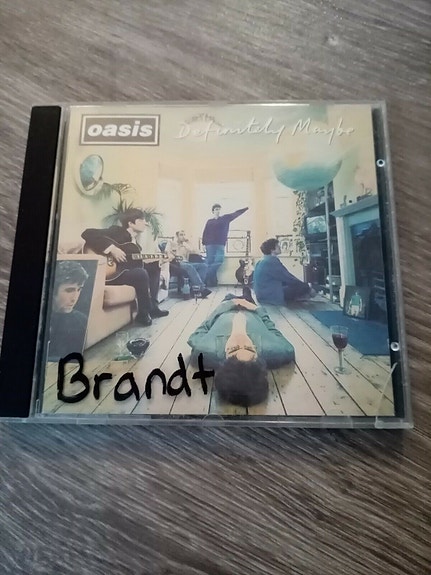 oasis
Definitely Maybe
Brandt